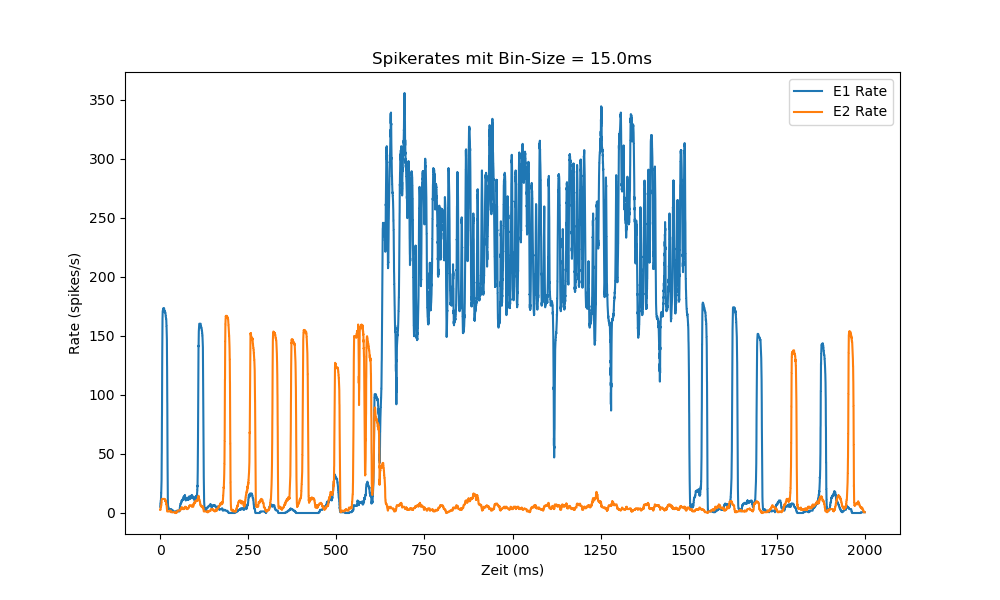 Spikerates mit Bin-Size = 15.0ms
E1 Rate
E2 Rate
Rate (spikes/s)
350
300
250
200
150
100
50
0
0 250 500 750 1000 1250 1500 1750 2000
Zeit (ms)